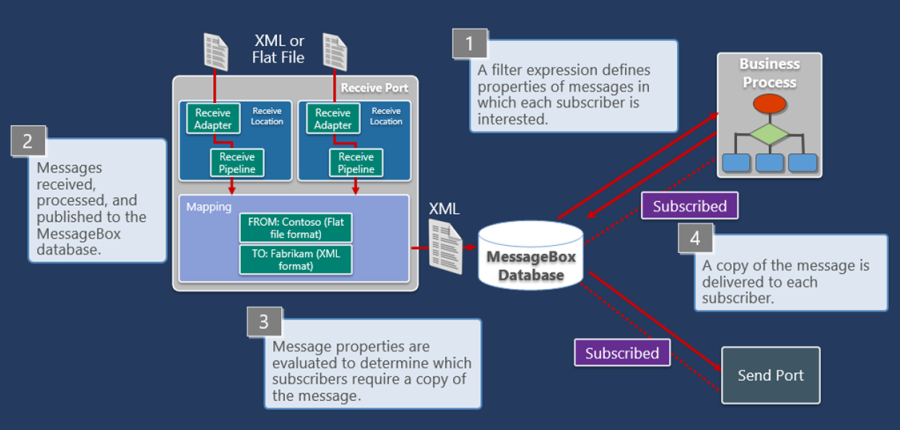 XML or
Flat File
1
A filter expression defines
properties of messages in
which each subscriber is
interested.
Business
Process
Receive Port
Receive
Adapter
Receive
Location
Receive
Pipeline
Receive
Adapter
Receive
Location
Receive
Pipeline
2
Messages
received,
processed, and
published to the
MessageBox
database.
Mapping
FROM: Contoso (Flat
file format)
TO: Fabrikam (XML
format)
XML
MessageBox
Database
Subscribed
4
A copy of the message is
delivered to each
subscriber.
3
Message properties are
evaluated to determine which
subscribers require a copy of
the message.
Subscribed
Send Port